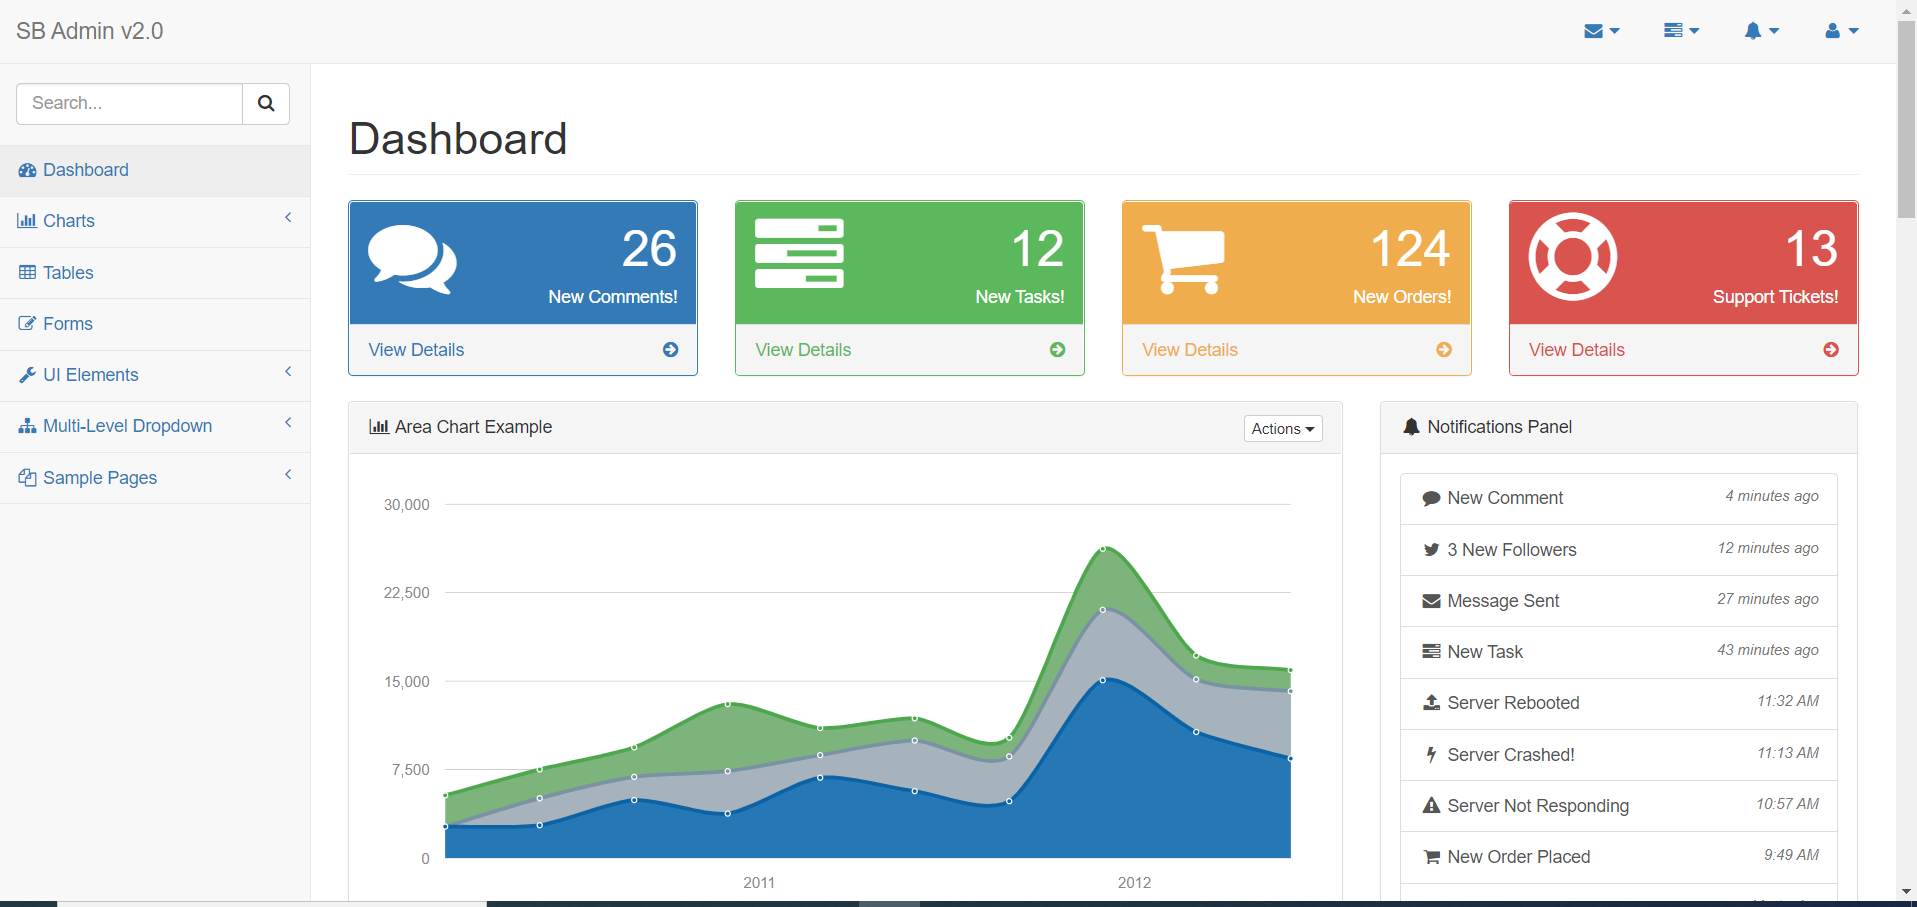 SB Admin v2.0
Search...
Dashboard
Charts
Tables
Forms
UI Elements
Multi-Level Dropdown
Sample Pages
Dashboard
26
New Comments!
View Details
12
New Tasks!
View Details
124
New Orders!
View Details
13
Support Tickets!
View Details
Area Chart Example
Actions
30,000
22,500
15,000
7,500
0
2011
2012
Notifications Panel
New Comment 4 minutes ago
3 New Followers 12 minutes ago
Message Sent 27 minutes ago
New Task 43 minutes ago
Server Rebooted 11:32 AM
Server Crashed! 11:13 AM
Server Not Responding 10:57 AM
New Order Placed 9:49 AM